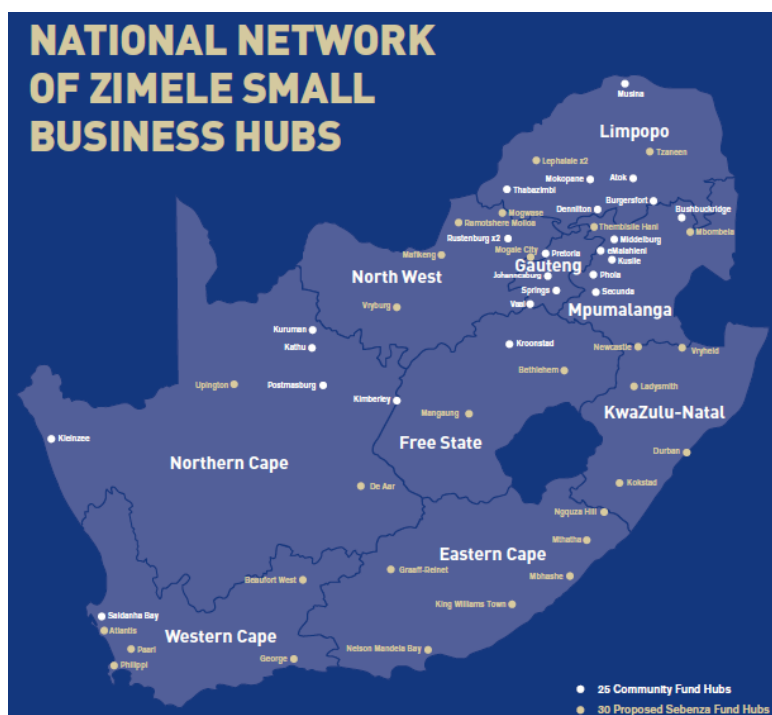 NATIONAL NETWORK
OF ZIMELE SMALL
BUSINESS HUBS
Musina
Limpopo
Tzaneen
Lephalale x2
Mokopane
Atok
Thabazimbi
Burgersfort
Dennilton
Bushbuckridge
Mogwase
Ramotshere Moiloa
Thembisile Hani
Mbombela
Rustenburg x2
Middelburg
Mogale City
Pretoria
eMalahleni
Mafikeng
Kusile
Gauteng
North West
Johannesburg
Phola
Springs
Secunda
Vryburg
Vaal
Mpumalanga
Kuruman
Kroonstad
Newcastle
Vryheid
Kathu
Bethlehem
Upington
Postmasburg
Ladysmith
Kimberley
Mangaung
KwaZulu-Natal
Kleinzee
Free State
Durban
Northern Cape
De Aar
Kokstad
Ngquza Hill
Mthatha
Eastern Cape
Graaff-Reinet
Mbhashe
Beaufort West
King Williams Town
Saldanha Bay
Atlantis
Western Cape
Paarl
Nelson Mandela Bay
Philippi
George
25 Community Fund Hubs
30 Proposed Sebenza Fund Hubs